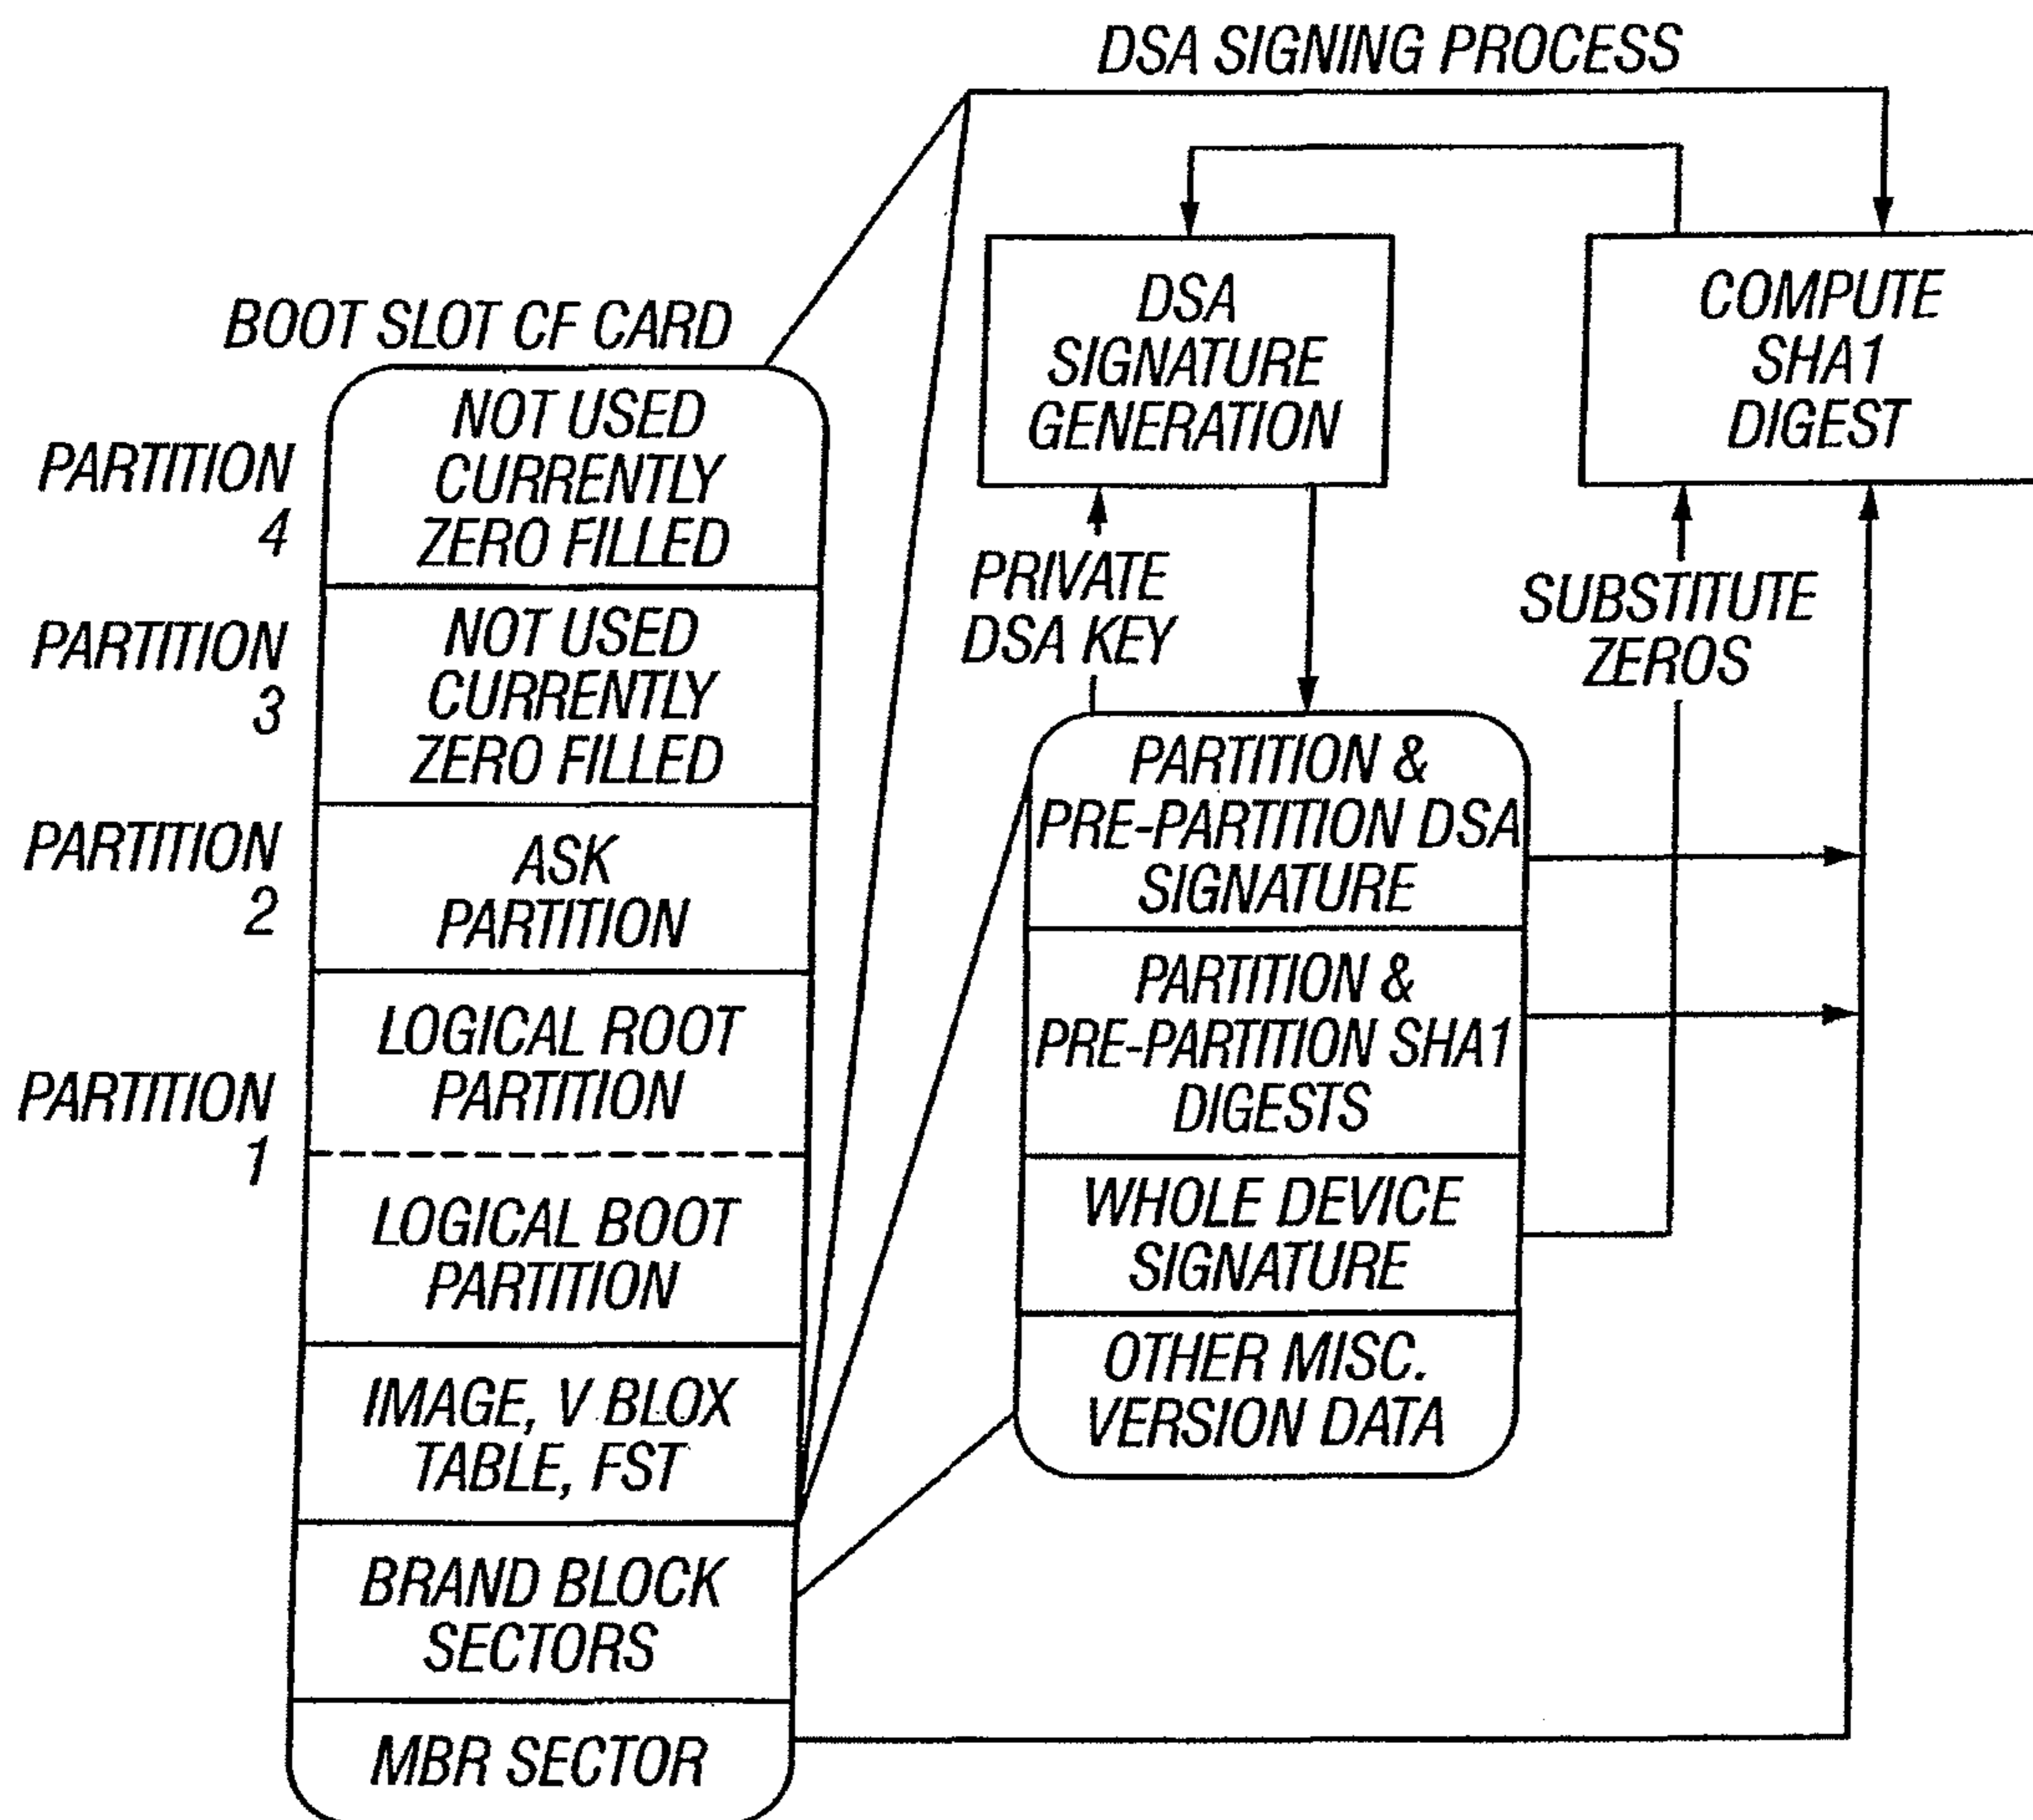 DSA SIGNING PROCESS
BOOT SLOT CF CARD
PARTITION
4
NOT USED
CURRENTLY
ZERO FILLED
PARTITION
3
NOT USED
CURRENTLY
ZERO FILLED
PARTITION
2
ASK
PARTITION
PARTITION
1
LOGICAL ROOT
PARTITION
LOGICAL BOOT
PARTITION
IMAGE, V BLOX
TABLE, FST
BRAND BLOCK
SECTORS
MBR SECTOR
DSA
SIGNATURE
GENERATION
COMPUTE
SHA1
DIGEST
PRIVATE
DSA KEY
SUBSTITUTE
ZEROS
PARTITION &
PRE-PARTITION DSA
SIGNATURE
PARTITION &
PRE-PARTITION SHA1
DIGESTS
WHOLE DEVICE
SIGNATURE
OTHER MISC.
VERSION DATA